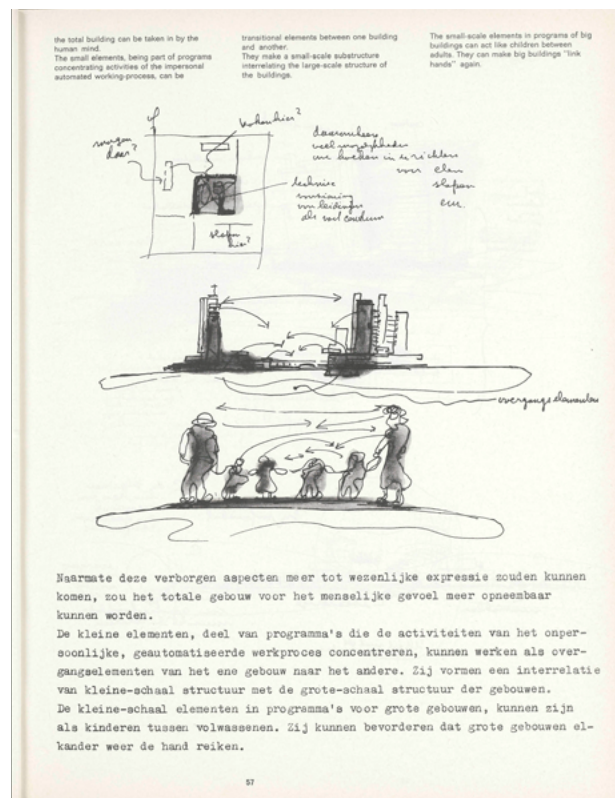 the total building can be taken in by the
human mind.
The small elements, being part of programs
concentrating activities of the impersonal
automated working-process, can be
transitional elements between one building
and another.
They make a small-scale substructure
interrelating the large-scale structure of
the buildings.
The small-scale elements in programs of big
buildings can act like children between
adults. They can make big buildings "link
hands" again.
morgen
daar?
daaromheen
veel mogelijkheden
voor eten
slapen
enz.
technise
van leidingen
slapen
hier?
overgangselementen
Naarmate deze verborgen aspecten meer tot wezenlijke expressie zouden kunnen
komen, zou het totale gebouw voor het menselijke gevoel meer opneembaar
kunnen worden.
De kleine elementen, deel van programma's die de activiteiten van het onper-
soonlijke, geautomatiseerde werkproces concentreren, kunnen werken als over-
gangselementen van het ene gebouw naar het andere. Zij vormen een interrelatie
van kleine-schaal structuur met de grote-schaal structuur der gebouwen.
De kleine-schaal elementen in programma's voor grote gebouwen, kunnen zijn
als kinderen tussen volwassenen. Zij kunnen bevorderen dat grote gebouwen el-
kander weer de hand reiken.
57